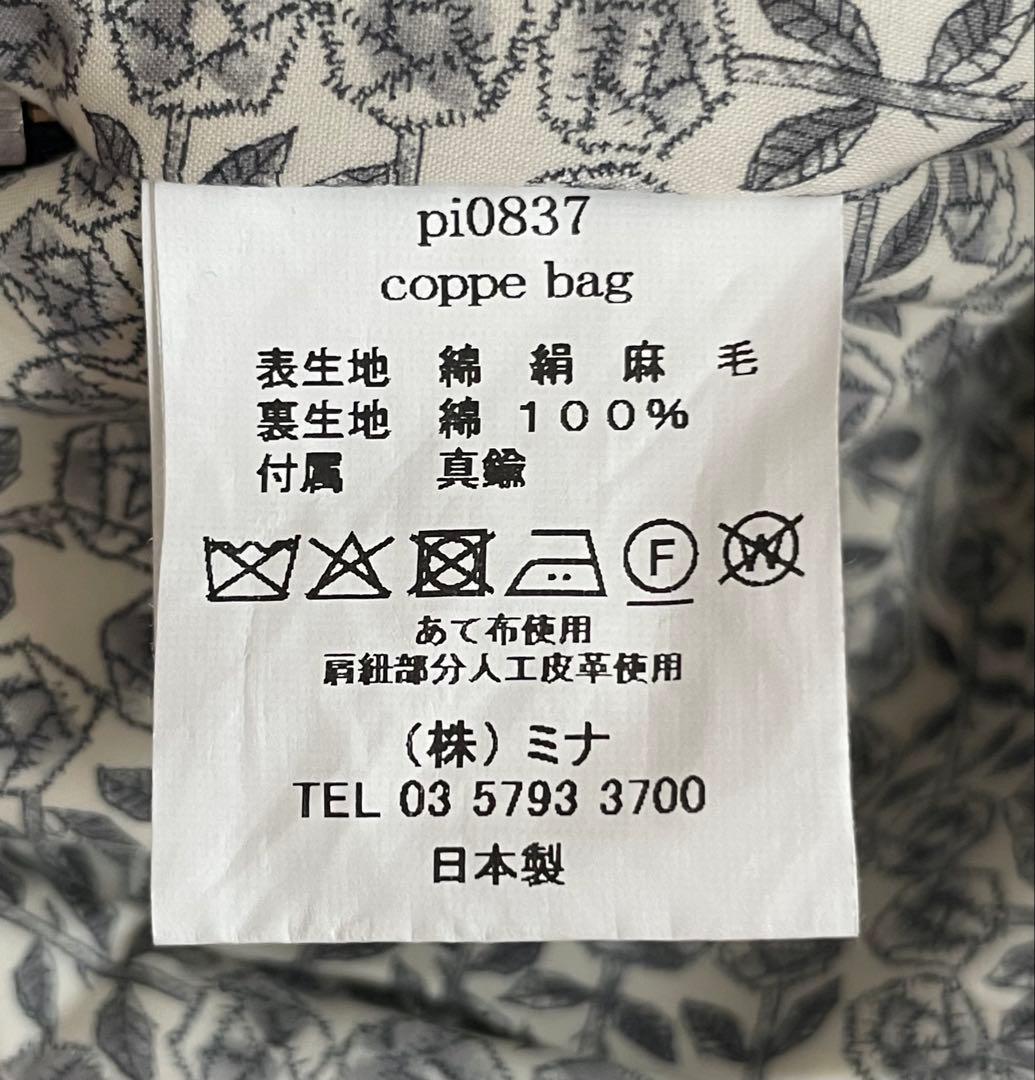 pi0837
coppe bag
表生地 綿 絹 麻 毛
裏生地 綿 100%
付属 真鍮
F W
あて布使用
肩紐部分人工皮革使用
(株)ミナ
TEL 03 5793 3700
日本製